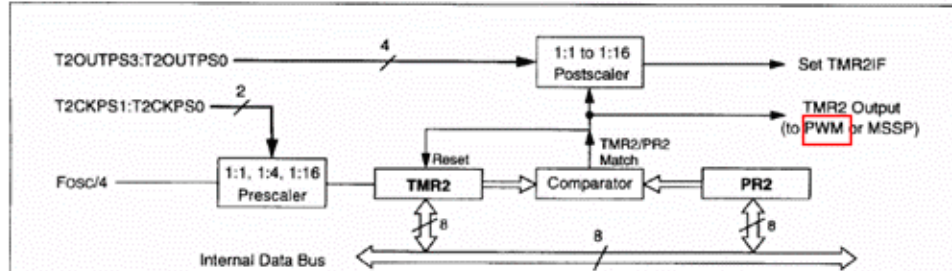 4
T2OUTPS3:T2OUTPS0
1:1 to 1:16
Postscaler
Set TMR2IF
2
T2CKPS1:T2CKPS0
TMR2 Output
(to PWM or MSSP)
TMR2/PR2
Match
Reset
1:1, 1:4, 1:16
Prescaler
Fosc/4
TMR2
Comparator
PR2
8
8
8
Internal Data Bus